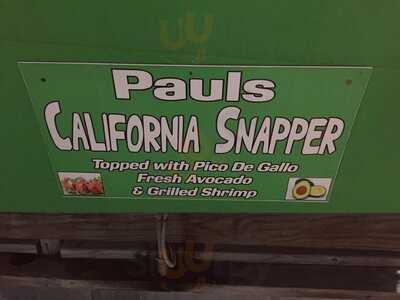 Pauls
CALIFORNIA SNAPPER
Topped with Pico De Gallo
Fresh Avocado
& Grilled Shrimp